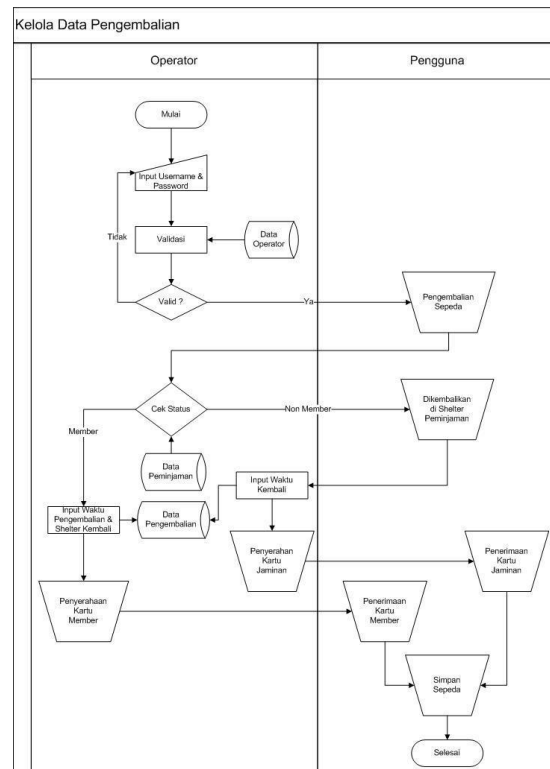 Kelola Data Pengembalian
Operator
Pengguna
Mulai
Input Username &
Password
Tidak
Validasi
Data
Operator
Valid ?
Ya
Pengembalian
Sepeda
Cek Status
Non Member
Dikembalikan
di Shelter
Peminjaman
Member
Data
Peminjaman
Input Waktu
Kembali
Input Waktu
Pengembalian &
Shelter Kembali
Data
Pengembalian
Penyerahan
Kartu
Jaminan
Penerimaan
Kartu
Jaminan
Penyerahaan
Kartu
Member
Penerimaan
Kartu
Member
Simpan
Sepeda
Selesai